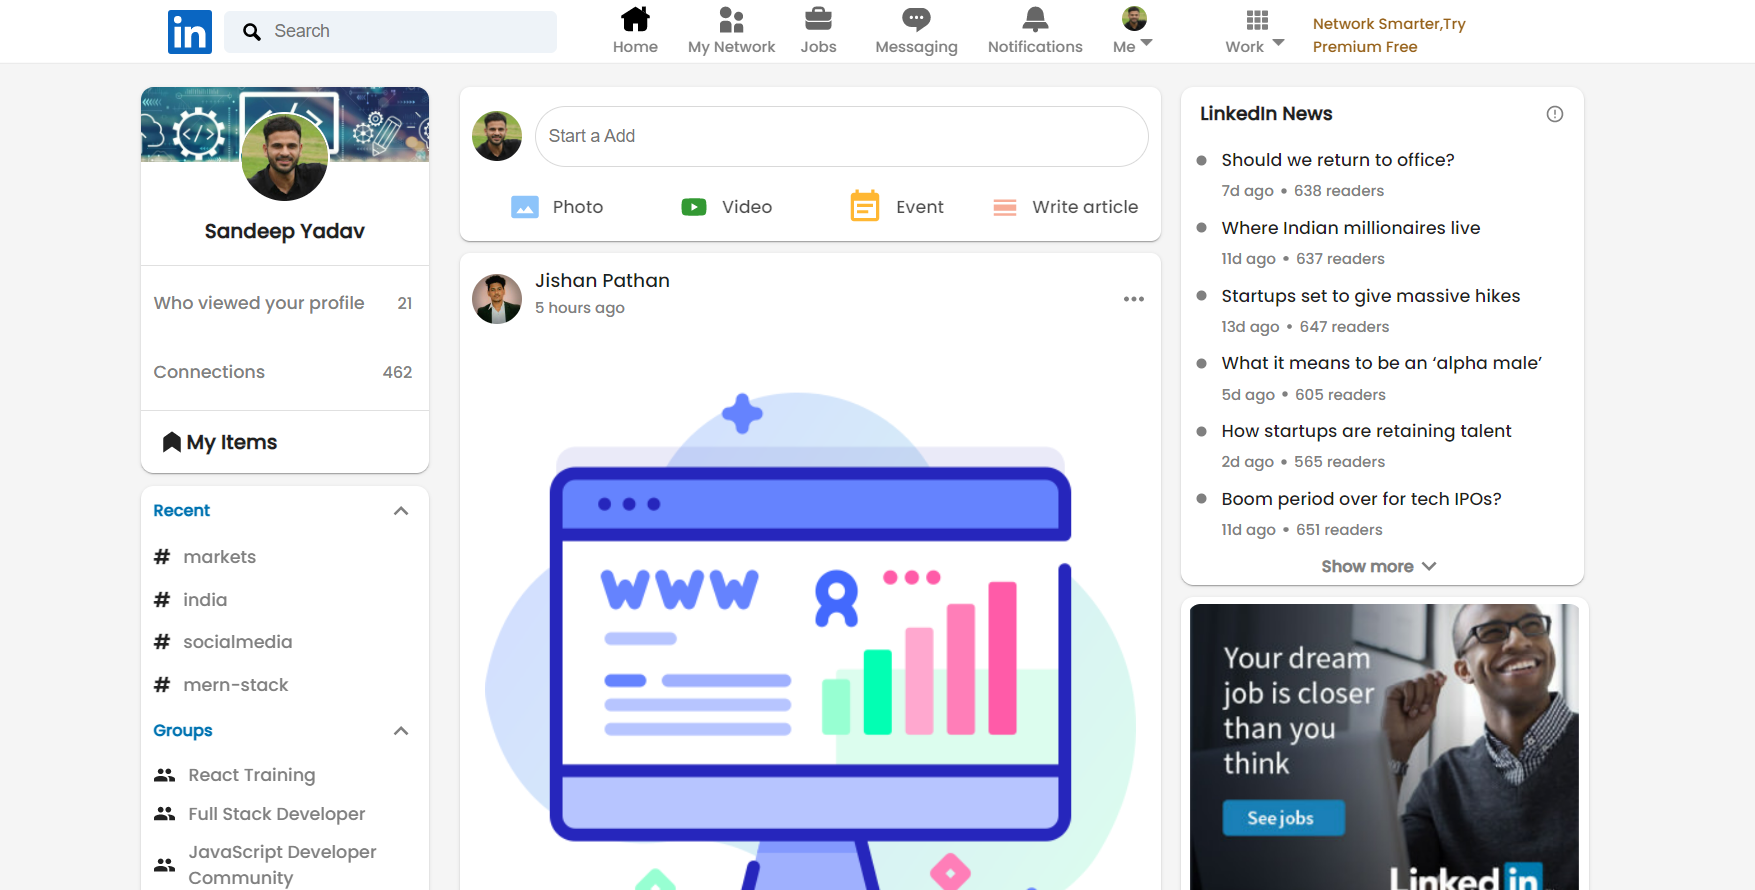 in
Search
Home
My Network
Jobs
Messaging
Notifications
Me
Work
Network Smarter,Try
Premium Free
Sandeep Yadav
Who viewed your profile 21
Connections 462
My Items
Recent
# markets
# india
# socialmedia
# mern-stack
Groups
React Training
Full Stack Developer
JavaScript Developer
Community
Start a Add
Photo
Video
Event
Write article
Jishan Pathan
5 hours ago
WWW
LinkedIn News
Should we return to office?
7d ago • 638 readers
Where Indian millionaires live
11d ago • 637 readers
Startups set to give massive hikes
13d ago • 647 readers
What it means to be an ‘alpha male’
5d ago • 605 readers
How startups are retaining talent
2d ago • 565 readers
Boom period over for tech IPOs?
11d ago • 651 readers
Show more
Your dream
job is closer
than you
think
See jobs
Linked in